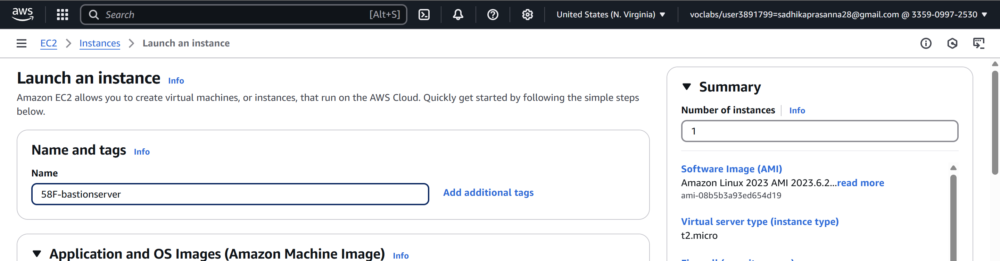 aws
Search [Alt+S]
United States (N. Virginia)
voclabs/user3891799=sadhikaprasanna28@gmail.com @ 3359-0997-2530
EC2 Instances Launch an instance
Launch an instance Info
Amazon EC2 allows you to create virtual machines, or instances, that run on the AWS Cloud. Quickly get started by following the simple steps
below.
Name and tags Info
Name
58F-bastionserver
Add additional tags
Application and OS Images (Amazon Machine Image) Info
Summary
Number of instances Info
1
Software Image (AMI)
Amazon Linux 2023 AMI 2023.6.2...read more
ami-08b5b3a93ed654d19
Virtual server type (instance type)
t2.micro